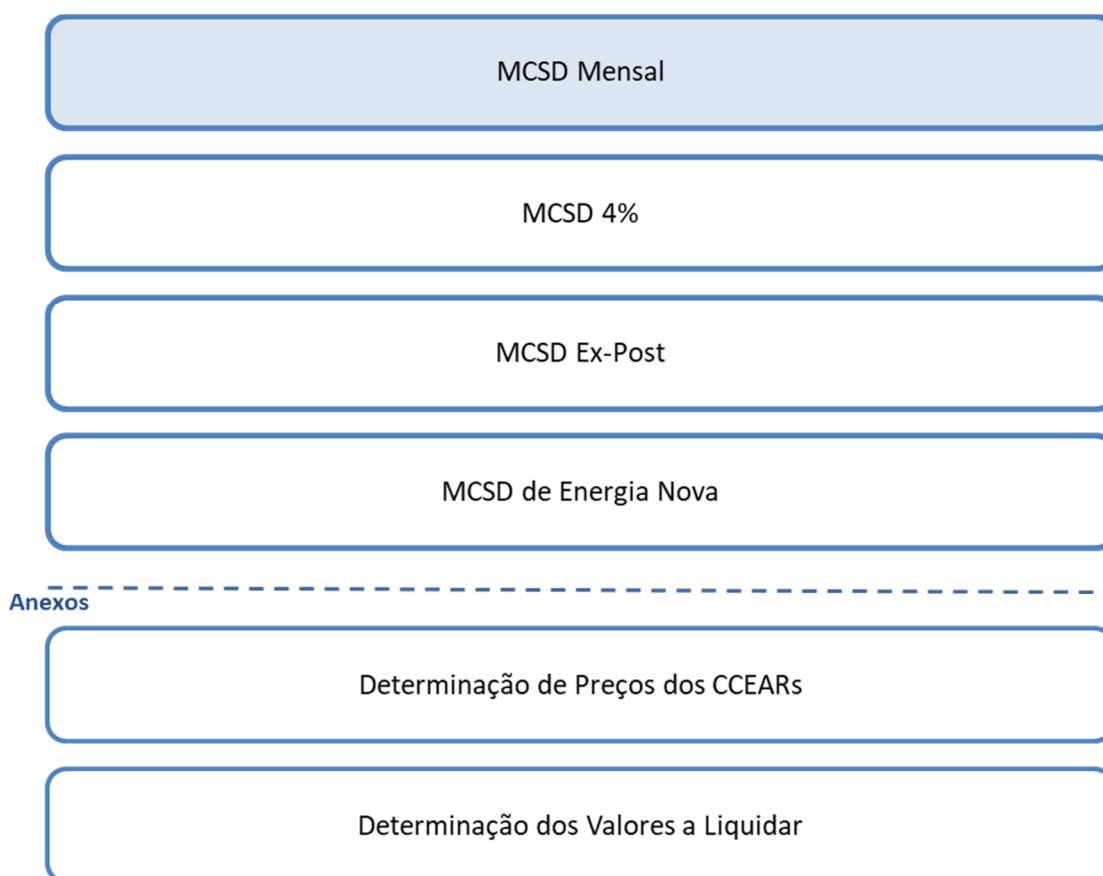 MCSD Mensal
MCSD 4%
MCSD Ex-Post
MCSD de Energia Nova
Anexos
Determinação de Preços dos CCEARs
Determinação dos Valores a Liquidar